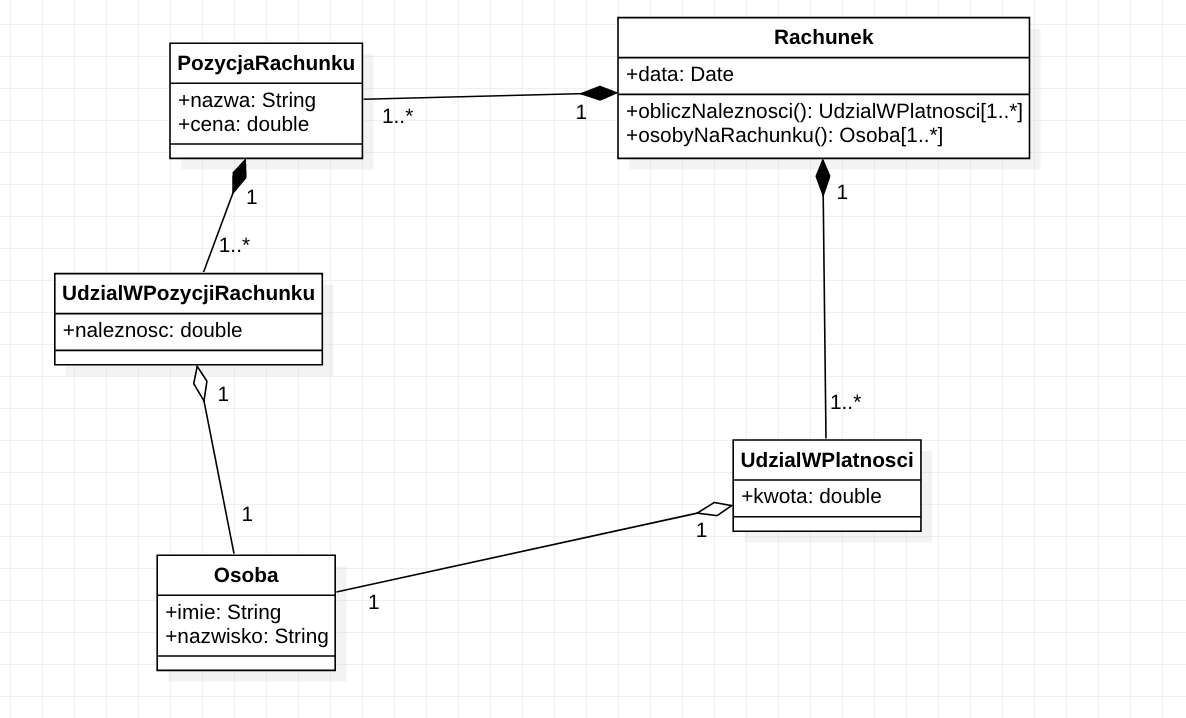 Rachunek
+data: Date
+obliczNaleznosci(): UdzialWPlatnosci[1..*]
+osobyNaRachunku(): Osoba[1..*]
PozycjaRachunku
+nazwa: String
+cena: double
1..*
1
1
1
1..*
UdzialWPozycjiRachunku
+naleznosc: double
1
1..*
UdzialWPlatnosci
+kwota: double
1
1
Osoba
+imie: String
+nazwisko: String
1